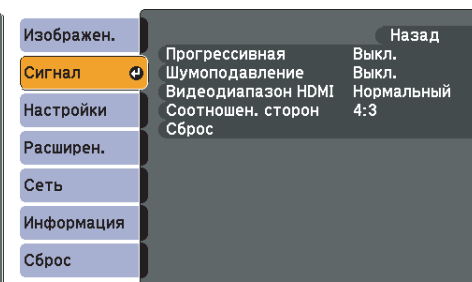 Изображен.
Сигнал
Настройки
Расширен.
Сеть
Информация
Сброс
Назад
Прогрессивная Выкл.
Шумоподавление Выкл.
Видеодиапазон HDMI Нормальный
Соотношен. сторон 4:3
Сброс